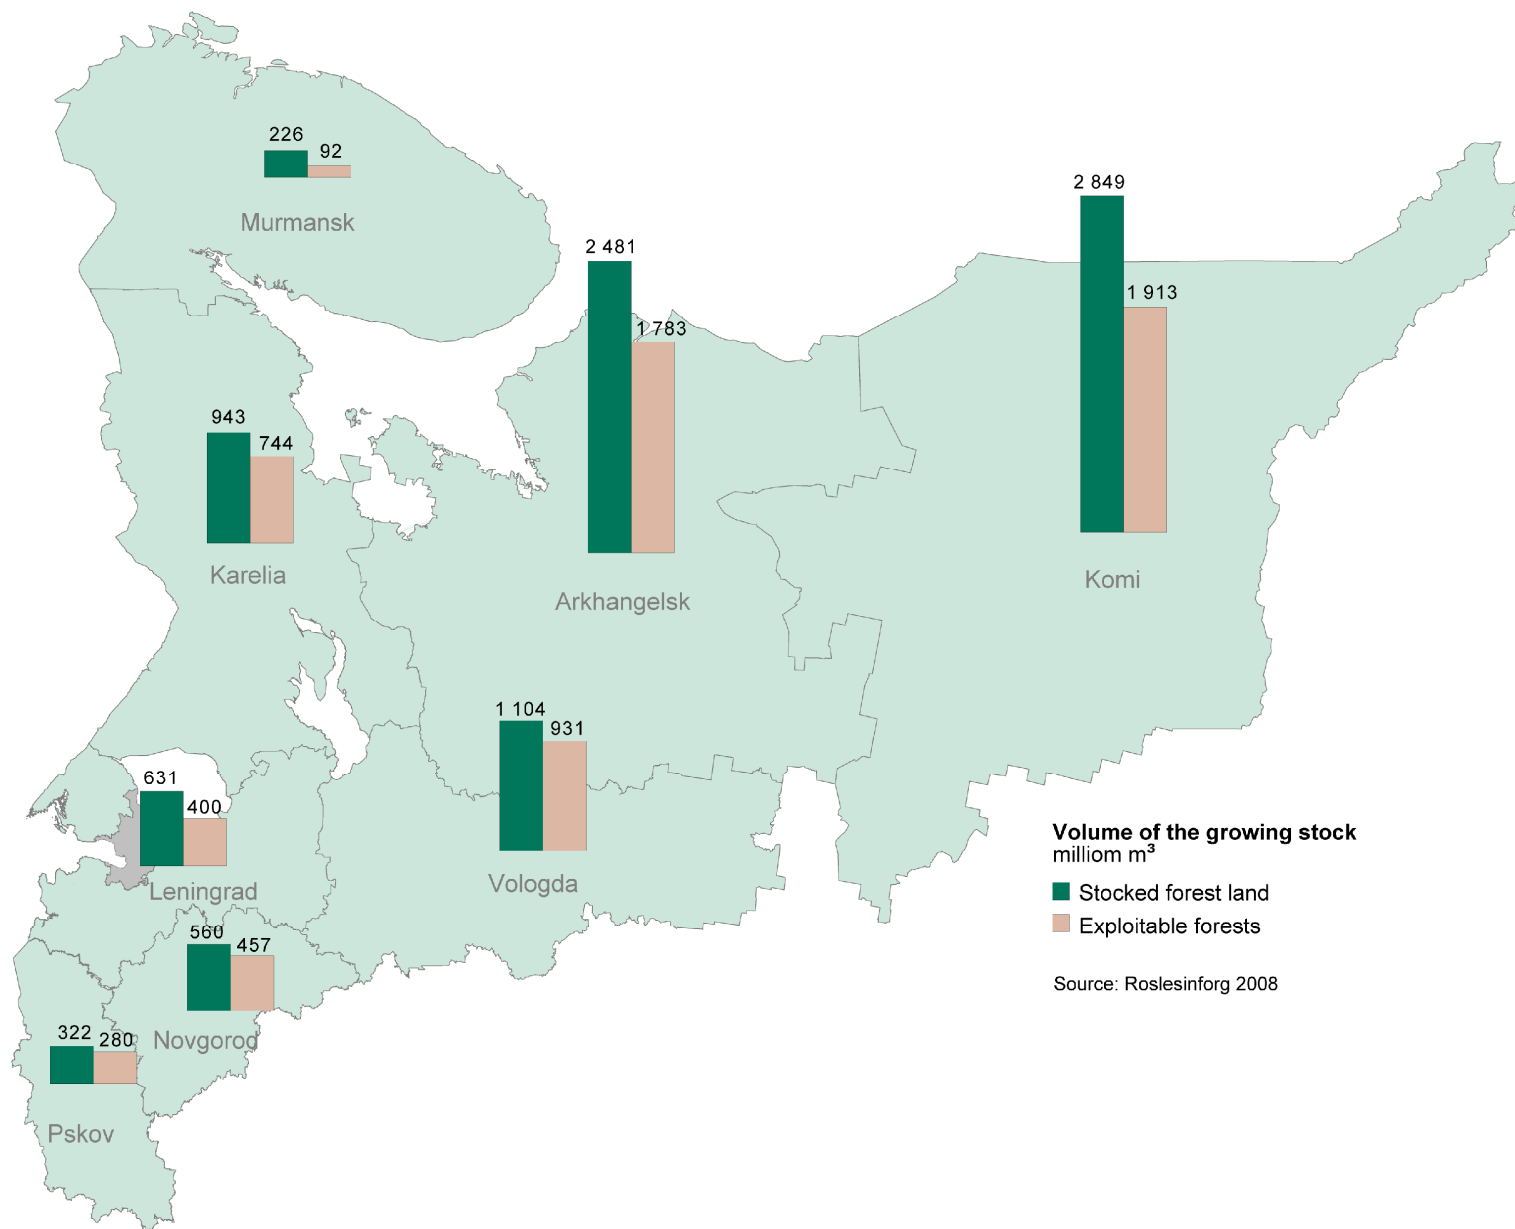 226
92
Murmansk
2 849
2 481
1 913
1 783
943
744
Karelia
Komi
Arkhangelsk
1 104
931
631
400
Volume of the growing stock
milliom m³
Stocked forest land
Exploitable forests
Leningrad
Vologda
560
457
Source: Roslesinforg 2008
Novgorod
322
280
Pskov